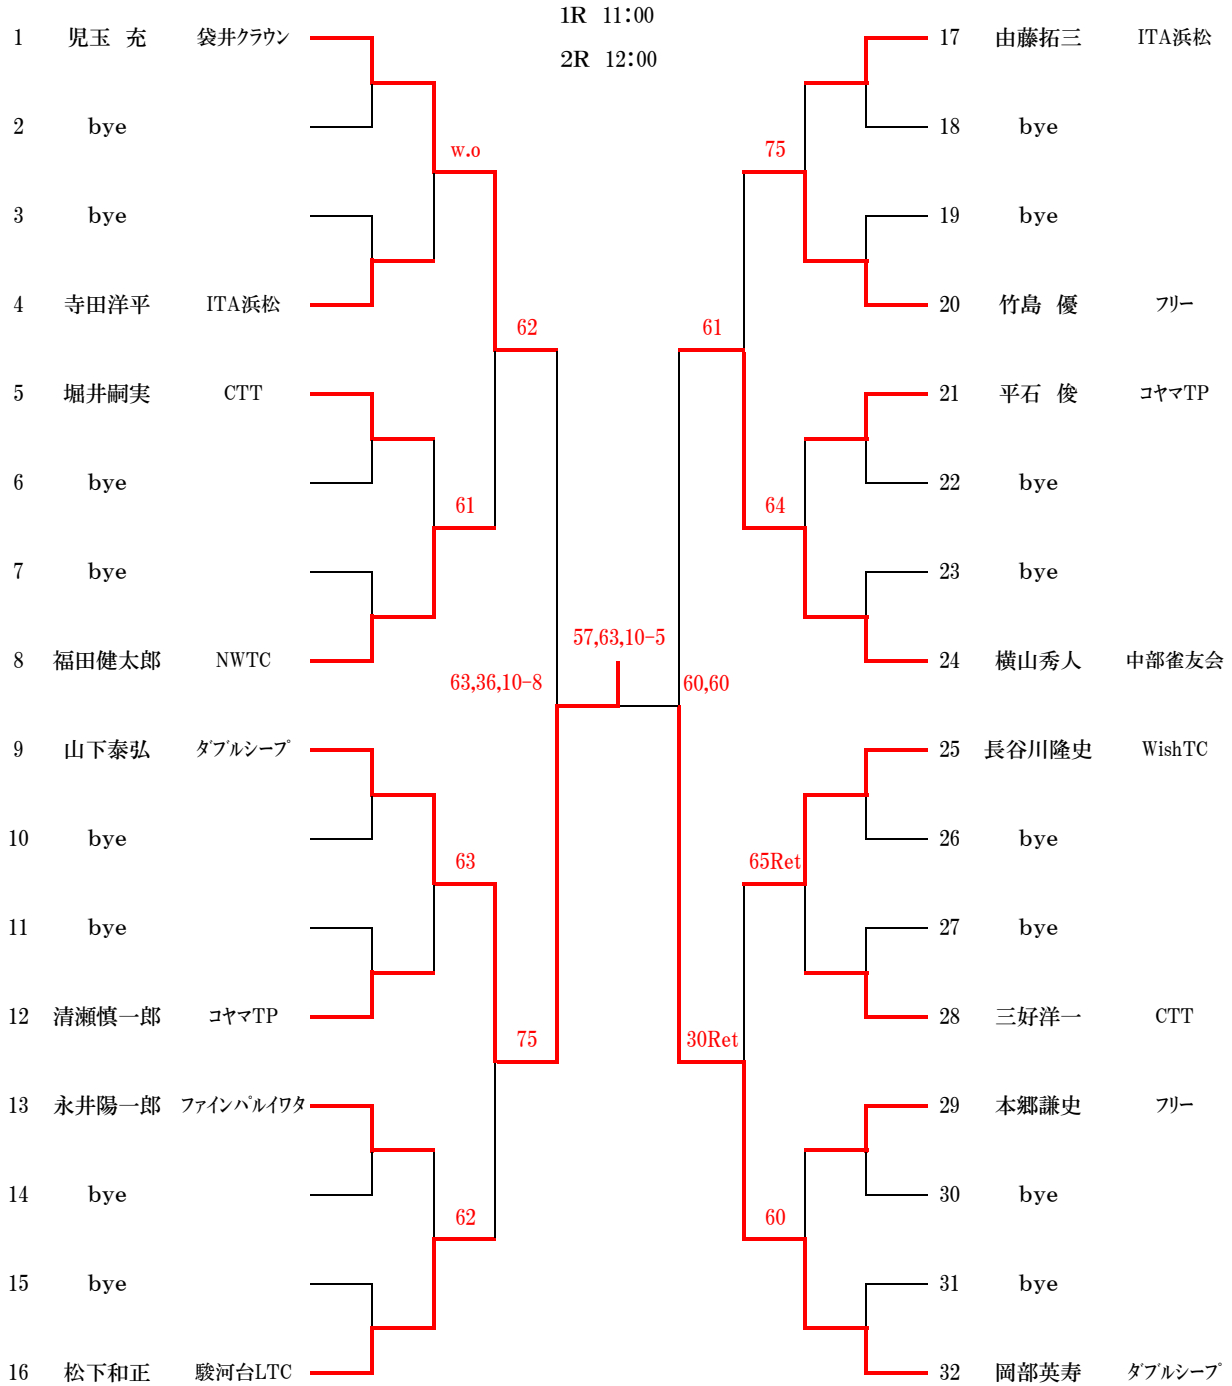 1R 11:00
2R 12:00
1 児玉 充 袋井クラウン
2 bye
w.o
3 bye
4 寺田洋平 ITA浜松
62
5 堀井嗣実 CTT
6 bye
61
7 bye
8 福田健太郎 NWTC
63,36,10-8
9 山下泰弘 ダブルシープ
10 bye
63
11 bye
12 清瀬慎一郎 コヤマTP
75
13 永井陽一郎 ファインパルイワタ
14 bye
62
15 bye
16 松下和正 駿河台LTC
57,63,10-5
17 由藤拓三 ITA浜松
18 bye
75
19 bye
20 竹島 優 フリー
61
21 平石 俊 コヤマTP
22 bye
64
23 bye
24 横山秀人 中部雀友会
60,60
25 長谷川隆史 WishTC
26 bye
65Ret
27 bye
28 三好洋一 CTT
30Ret
29 本郷謙史 フリー
30 bye
60
31 bye
32 岡部英寿 ダブルシープ